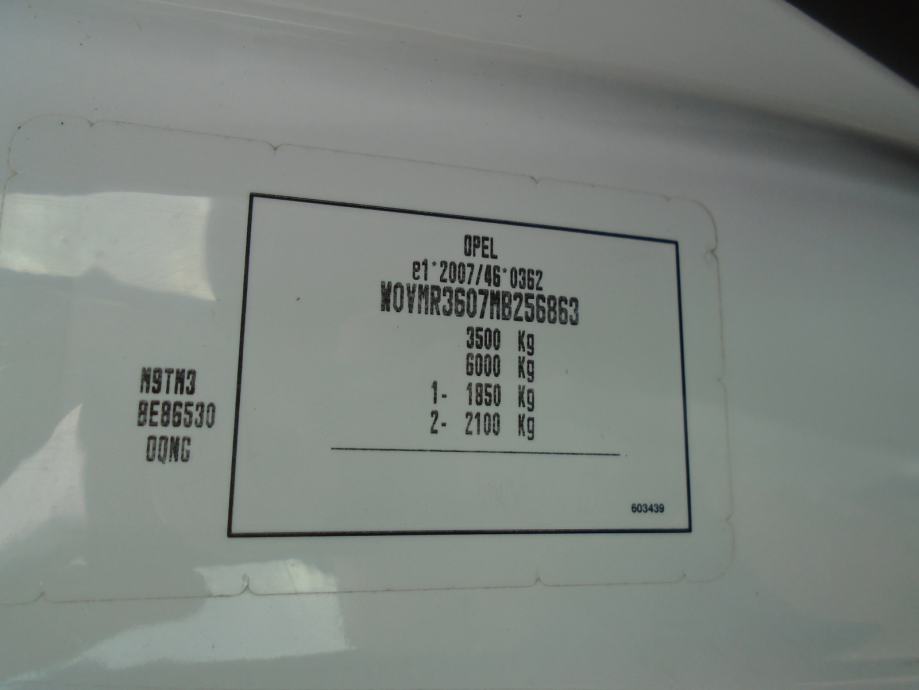 OPEL
e1*2007/46*0362
W0VMR3607MB256863
3500 Kg
6000 Kg
1- 1850 Kg
2- 2100 Kg
M9TM3
BE86530
0QNG
603439